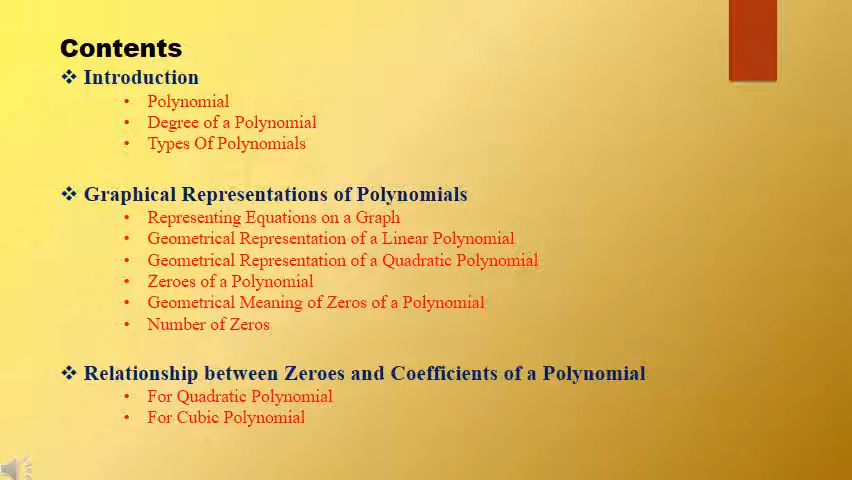 Contents
❖ Introduction
• Polynomial
• Degree of a Polynomial
• Types Of Polynomials
❖ Graphical Representations of Polynomials
• Representing Equations on a Graph
• Geometrical Representation of a Linear Polynomial
• Geometrical Representation of a Quadratic Polynomial
• Zeroes of a Polynomial
• Geometrical Meaning of Zeros of a Polynomial
• Number of Zeros
❖ Relationship between Zeroes and Coefficients of a Polynomial
• For Quadratic Polynomial
• For Cubic Polynomial